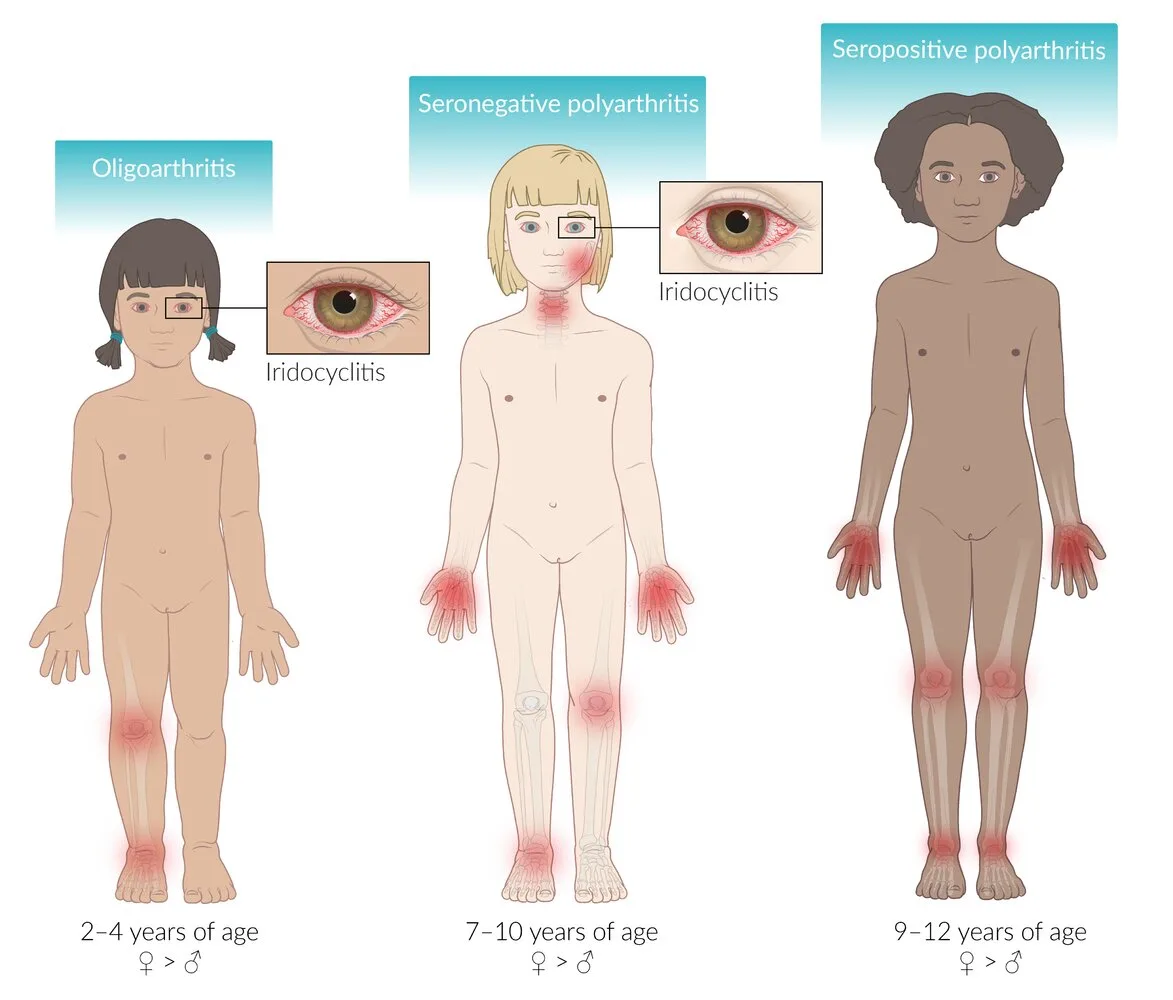 Oligoarthritis
Iridocyclitis
2–4 years of age
♀ > ♂
Seronegative polyarthritis
Iridocyclitis
7–10 years of age
♀ > ♂
Seropositive polyarthritis
9–12 years of age
♀ > ♂